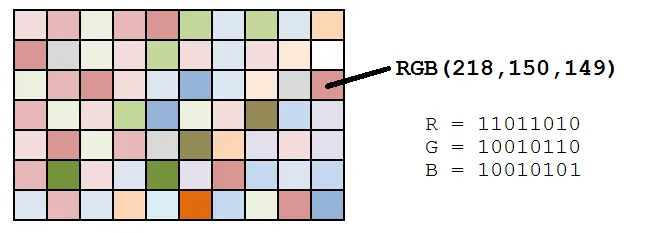 RGB(218,150,149)
R = 11011010
G = 10010110
B = 10010101